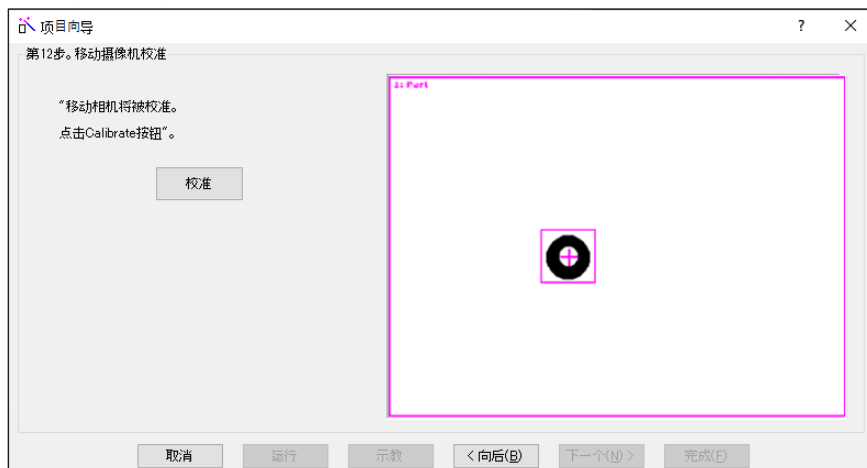 项目向导
?
第12步。移动摄像机校准
“移动相机将被校准。
点击Calibrate按钮“。
校准
1: Part
取消
运行
示教
< 向后(B)
下一个(N) >
完成(F)